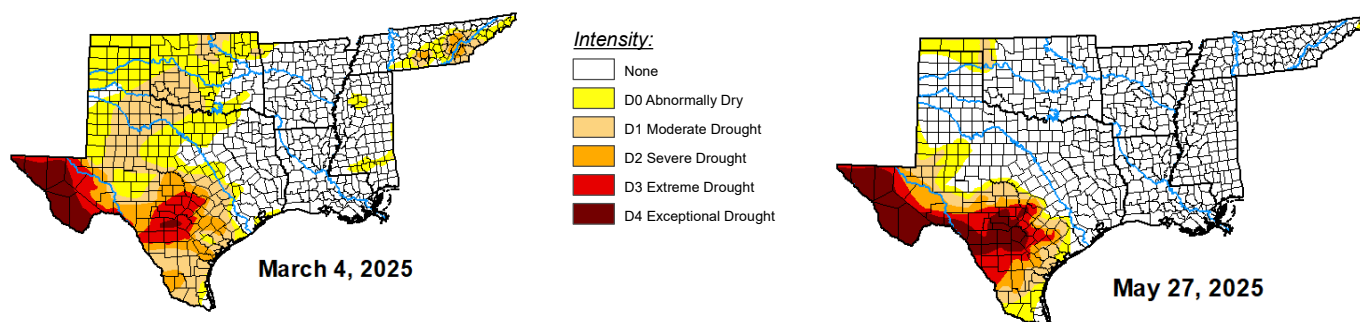 Intensity:
None
D0 Abnormally Dry
D1 Moderate Drought
D2 Severe Drought
D3 Extreme Drought
D4 Exceptional Drought
March 4, 2025
May 27, 2025